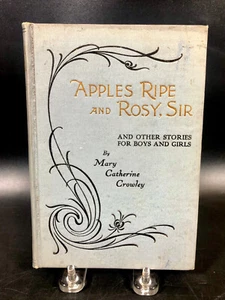 APPLES RIPE
AND ROSY, SIR
AND OTHER STORIES
FOR BOYS AND GIRLS
By
Mary
Catherine
Crowley